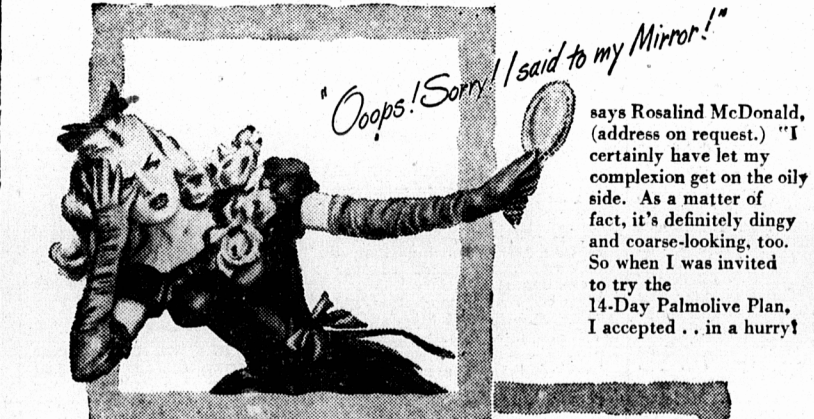 "Ooops! Sorry! I said to my Mirror!"
says Rosalind McDonald,
(address on request.) "I
certainly have let my
complexion get on the oily
side. As a matter of
fact, it's definitely dingy
and coarse-looking, too.
So when I was invited
to try the
14-Day Palmolive Plan,
I accepted . . in a hurry!